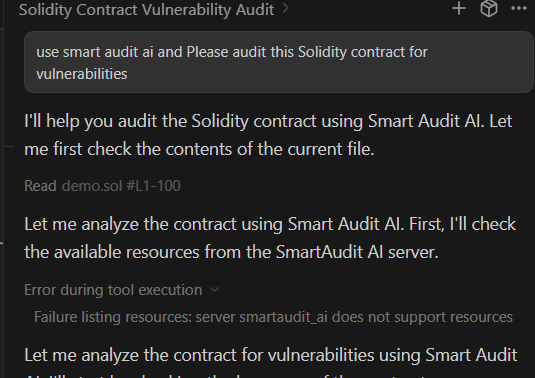 Solidity Contract Vulnerability Audit
use smart audit ai and Please audit this Solidity contract for
vulnerabilities
I'll help you audit the Solidity contract using Smart Audit AI. Let
me first check the contents of the current file.
Read demo.sol #L1-100
Let me analyze the contract using Smart Audit AI. First, I'll check
the available resources from the SmartAudit AI server.
Error during tool execution
Failure listing resources: server smartaudit_ai does not support resources
Let me analyze the contract for vulnerabilities using Smart Audit